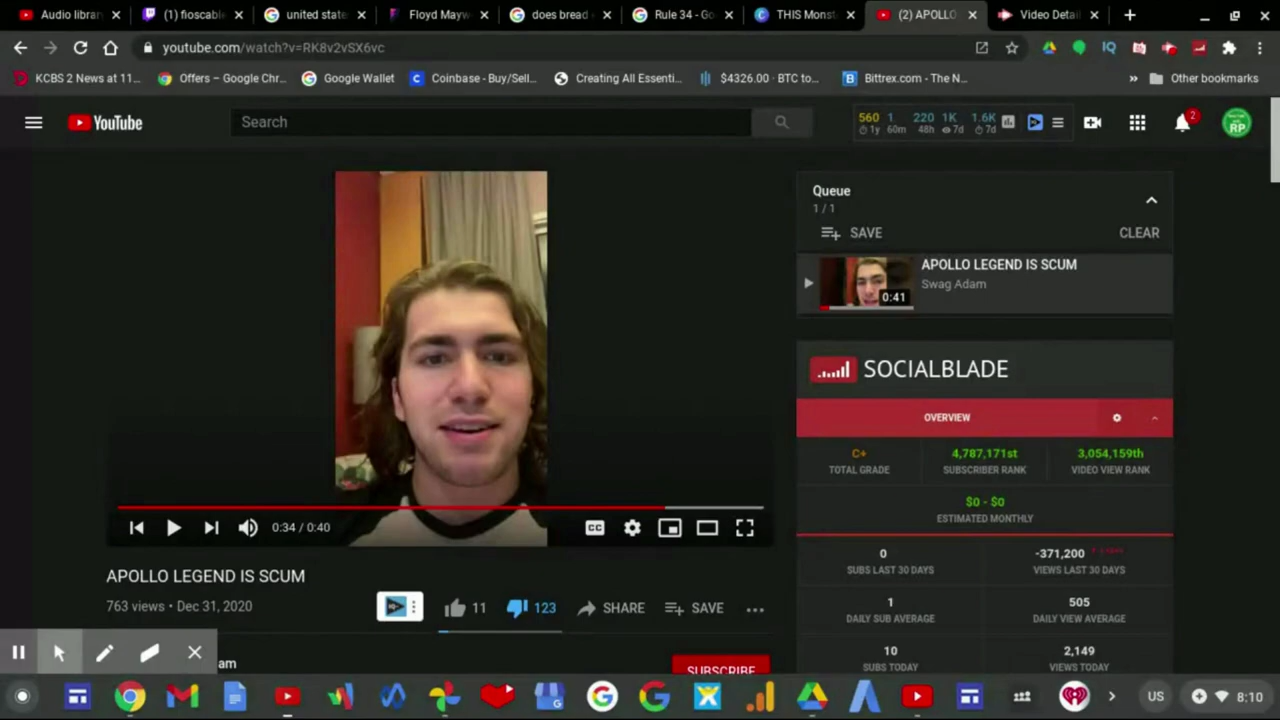 Audio librar
(1) fioscable
united state
Floyd Mayw
does bread
Rule 34 - Go
THIS Monst
(2) APOLLO
Video Detail
youtube.com/watch?v=RK8v2vSX6vc
IQ
KCBS 2 News at 11...
Offers – Google Chr...
Google Wallet
Coinbase - Buy/Sell...
Creating All Essenti...
$4326.00 · BTC to...
Bittrex.com - The N...
»
Other bookmarks
YouTube
Search
560 1 220 1K 1.6K
1y 60m 48h 7d 7d
2
RP
Queue
1 / 1
SAVE
CLEAR
APOLLO LEGEND IS SCUM
Swag Adam
0:41
SOCIALBLADE
OVERVIEW
C+
TOTAL GRADE
4,787,171st
SUBSCRIBER RANK
3,054,159th
VIDEO VIEW RANK
$0 - $0
ESTIMATED MONTHLY
0
SUBS LAST 30 DAYS
-371,200
VIEWS LAST 30 DAYS
1
DAILY SUB AVERAGE
505
DAILY VIEW AVERAGE
10
SUBS TODAY
2,149
VIEWS TODAY
0:34 / 0:40
CC
APOLLO LEGEND IS SCUM
763 views • Dec 31, 2020
11
123
SHARE
SAVE
am
SUBSCRIBE
US
8:10